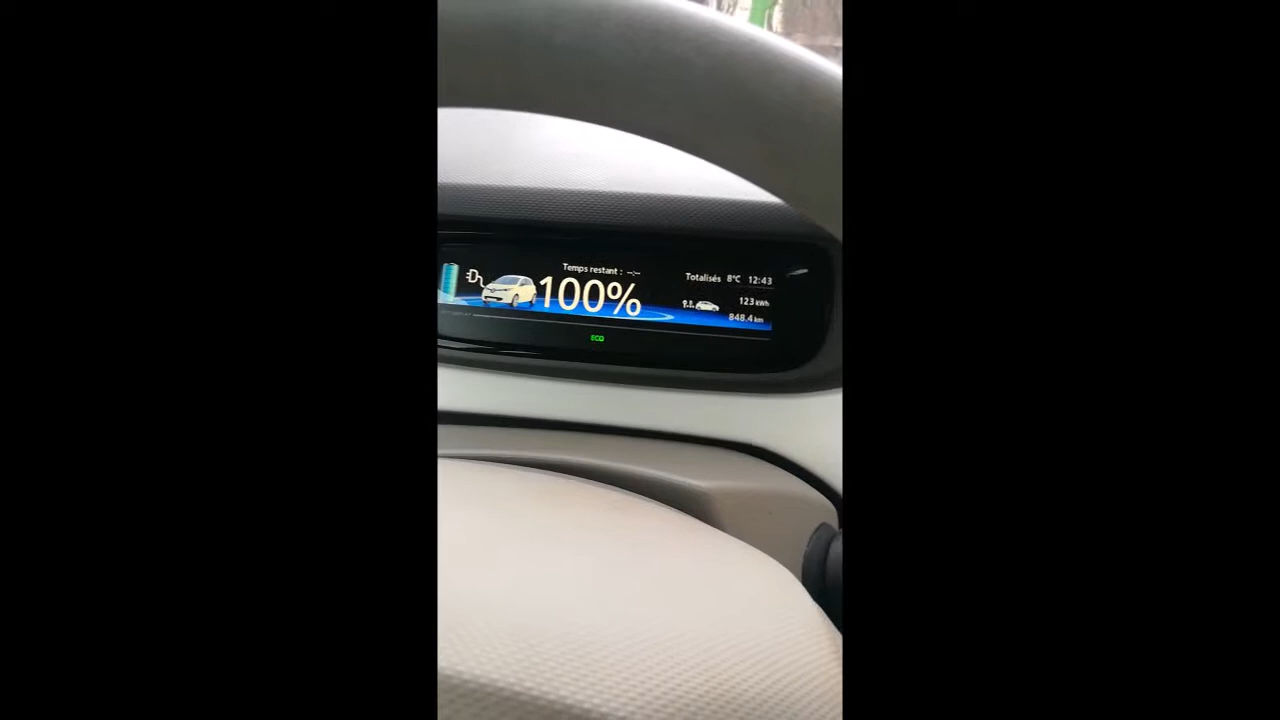 Temps restant : --:--
100%
Totalisés 8°C 12:43
123 kWh
848.4 km
ECO